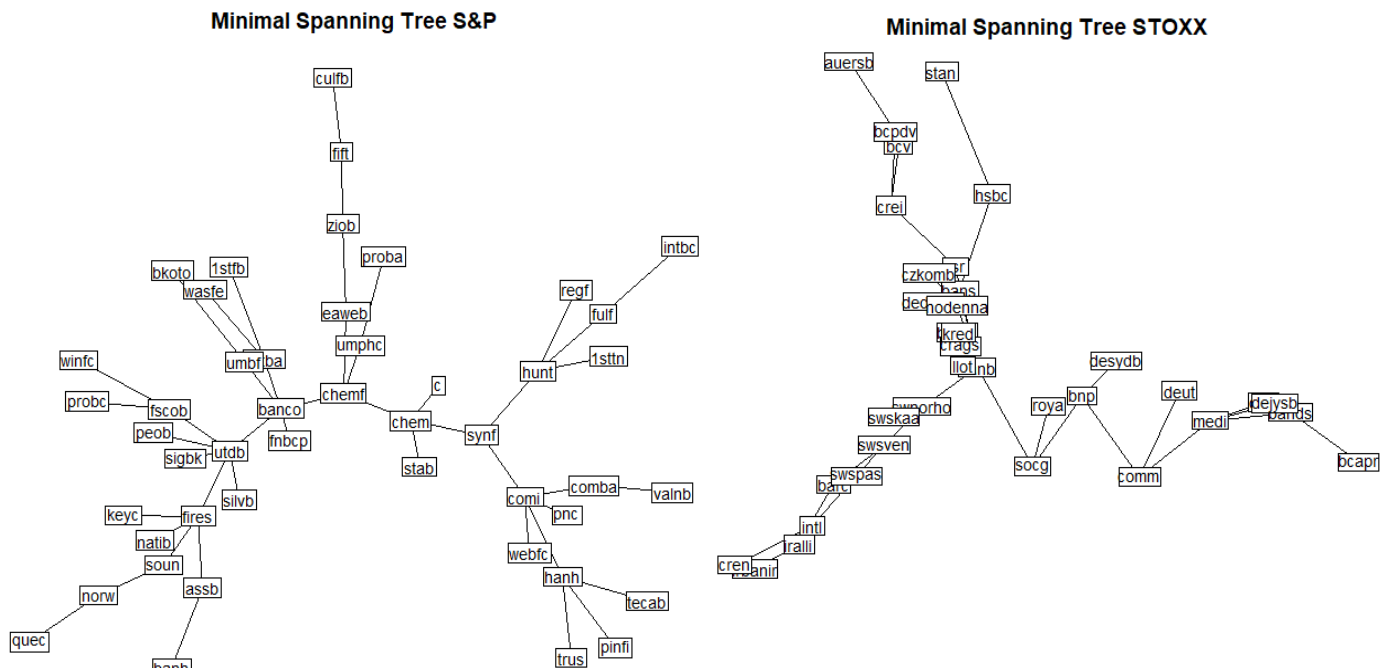 Minimal Spanning Tree S&P
culfb
fift
ziob
proba
intbc
bkoto
1stfb
wasfe
regf
eaweb
fulf
umphc
winfc
umbf
1sttn
hunt
c
chemf
probc
fscob
banco
chem
synf
peob
fnbcp
utdb
sigbk
stab
comba
valnb
silvb
comi
pnc
keyc
fires
natib
webfc
soun
hanh
assb
norw
tecab
quec
pinfi
trus
Minimal Spanning Tree STOXX
auersb
stan
bcpdv
bcv
hsbc
crei
czkomb
nodenna
kred
crags
llot
desydb
bnp
deut
roya
swskaa
medi
dejysb
swsven
socg
comm
bcapr
swspas
intl
cren